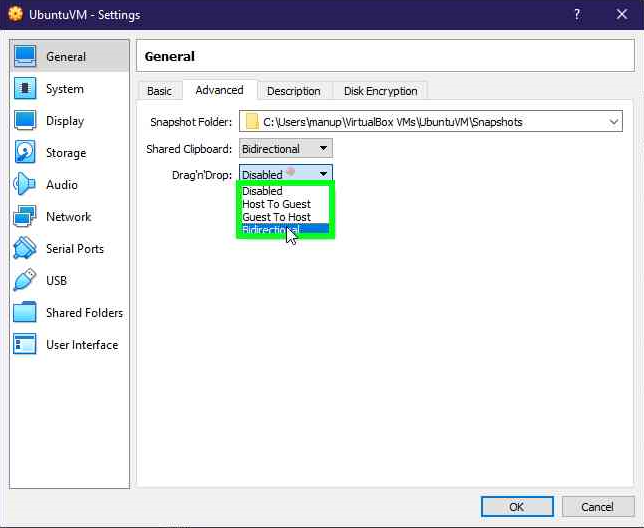 UbuntuVM - Settings
General
System
Display
Storage
Audio
Network
Serial Ports
USB
Shared Folders
User Interface
General
Basic Advanced Description Disk Encryption
Snapshot Folder: C:\Users\manup\VirtualBox VMs\UbuntuVM\Snapshots
Shared Clipboard: Bidirectional
Drag'n'Drop: Disabled
Disabled
Host To Guest
Guest To Host
Bidirectional
OK Cancel